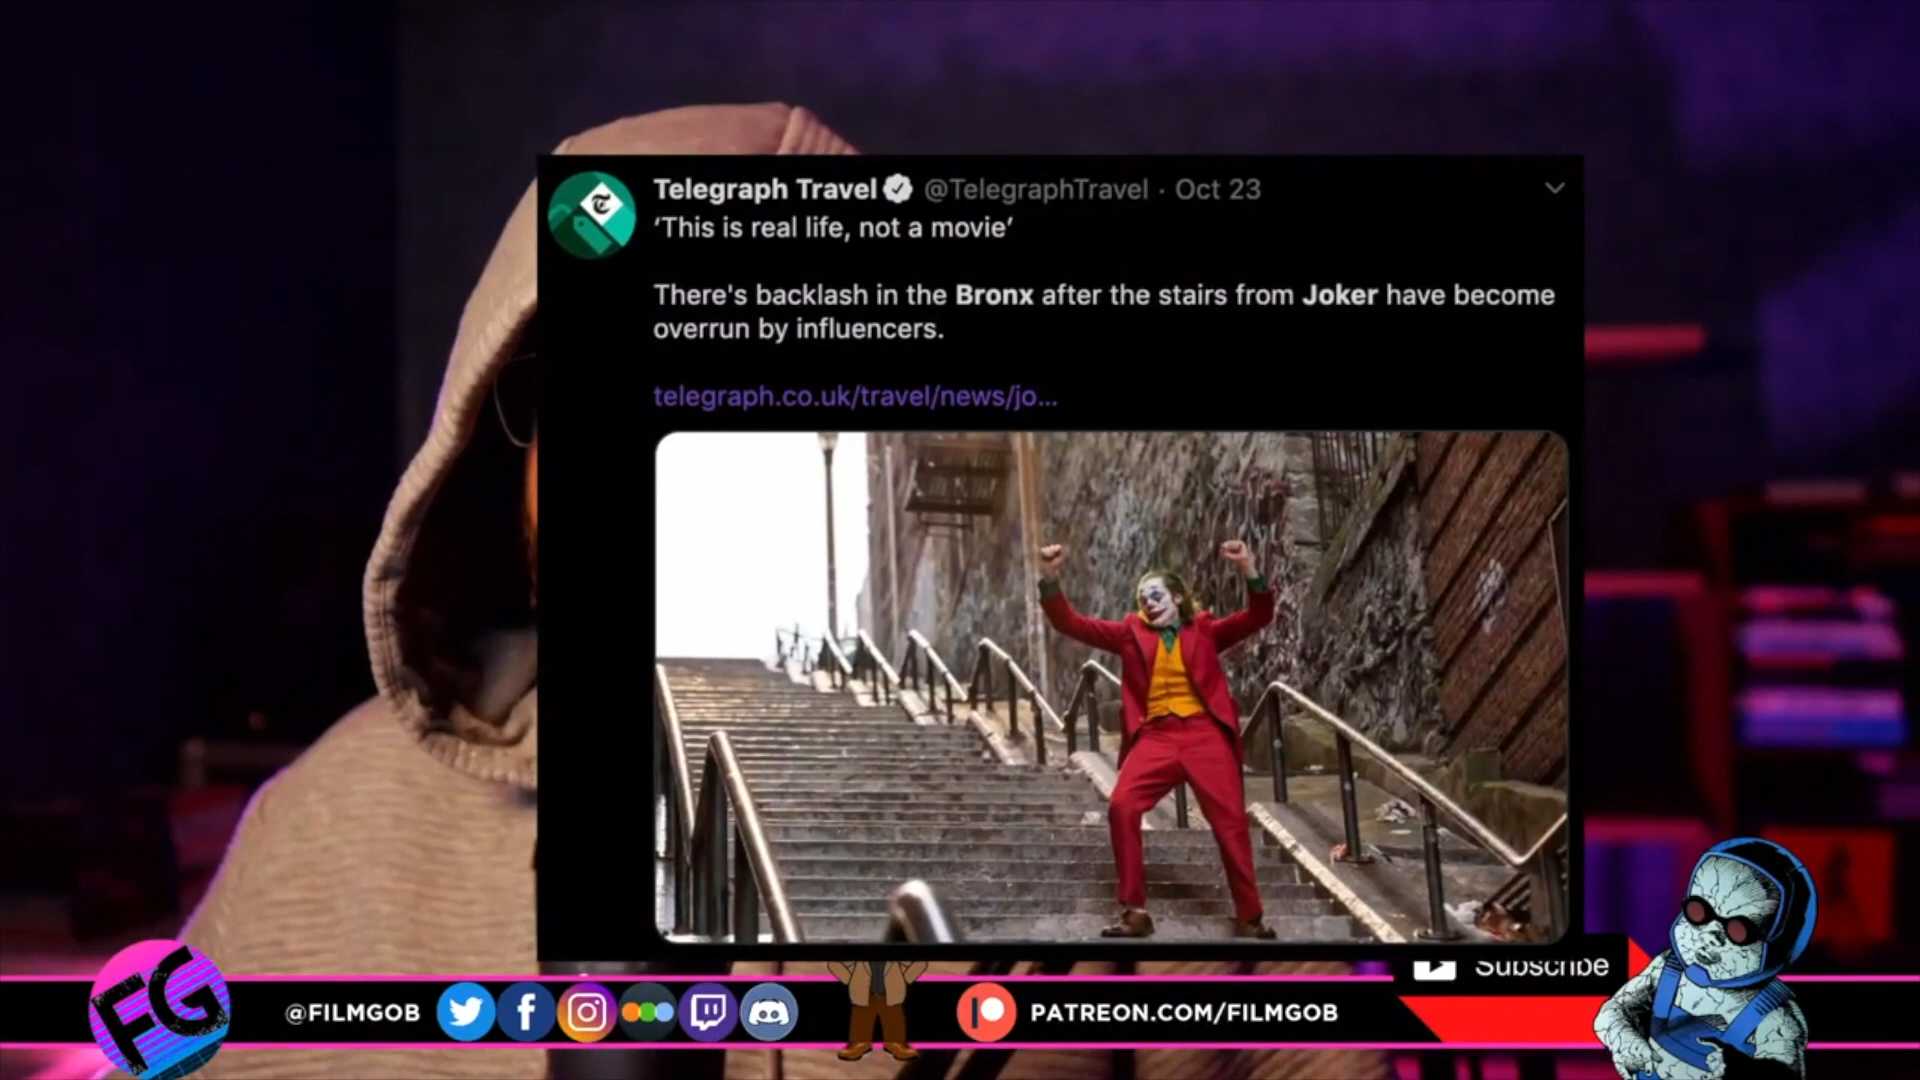 Telegraph Travel @TelegraphTravel · Oct 23
‘This is real life, not a movie’
There's backlash in the Bronx after the stairs from Joker have become
overrun by influencers.
telegraph.co.uk/travel/news/jo...
Subscribe
FG
@FILMGOB
PATREON.COM/FILMGOB